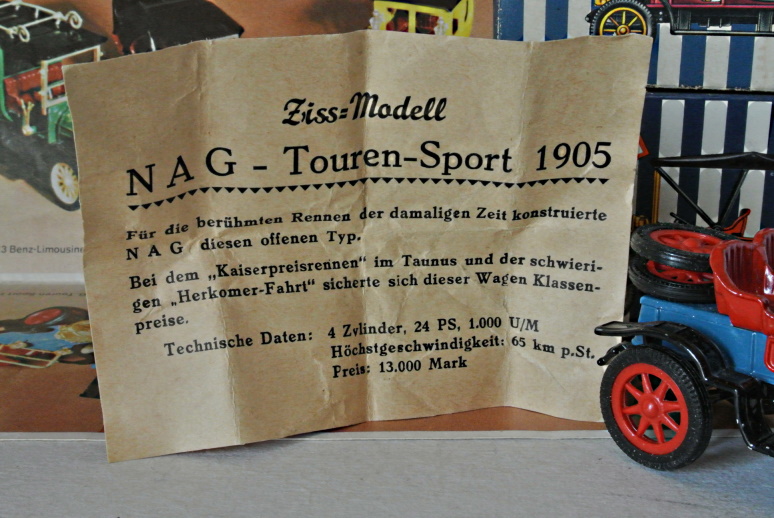 Ziss=Modell
NAG - Touren-Sport 1905
Für die berühmten Rennen der damaligen Zeit konstruierte
NAG diesen offenen Typ.
Bei dem „Kaiserpreisrennen" im Taunus und der schwieri-
gen „Herkomer-Fahrt" sicherte sich dieser Wagen Klassen-
preise.
Technische Daten: 4 Zylinder, 24 PS, 1.000 U/M
Höchstgeschwindigkeit: 65 km p.St.
Preis: 13.000 Mark
3 Benz-Limousine